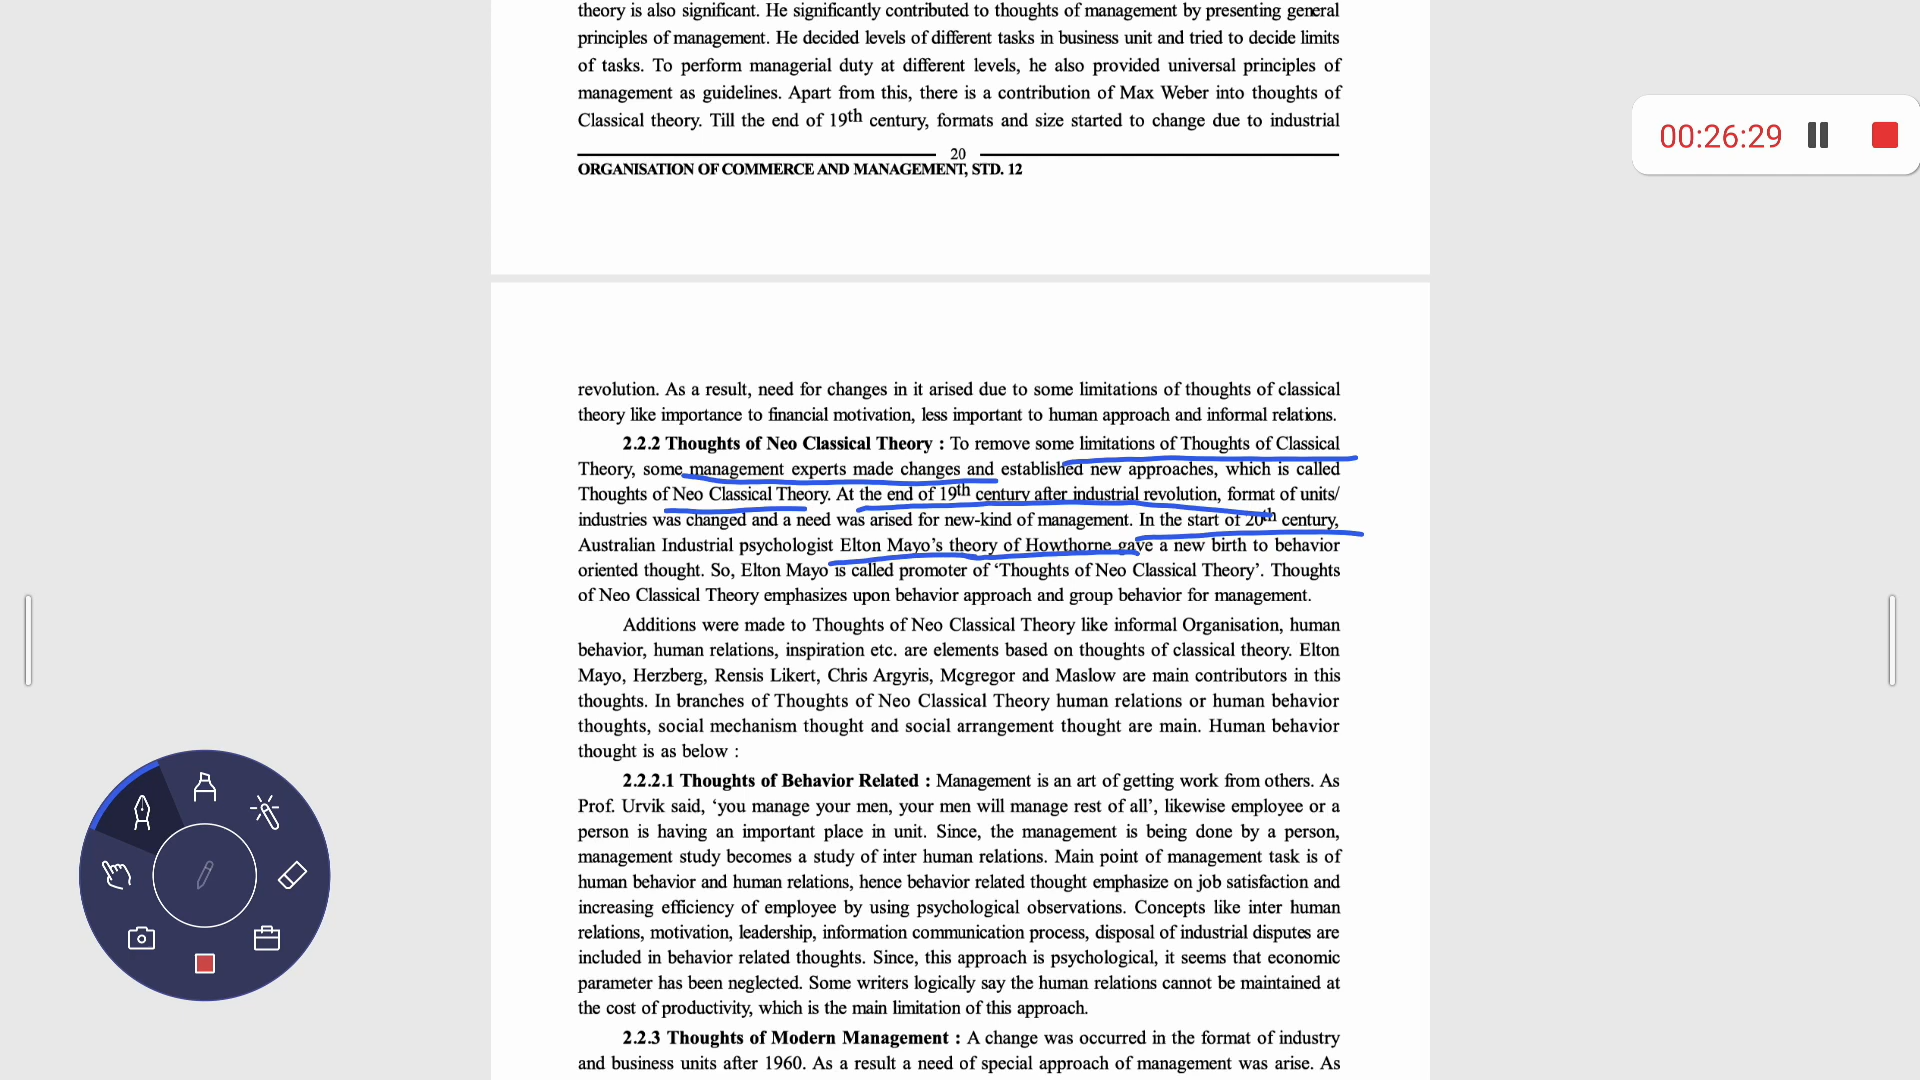 theory is also significant. He significantly contributed to thoughts of management by presenting general
principles of management. He decided levels of different tasks in business unit and tried to decide limits
of tasks. To perform managerial duty at different levels, he also provided universal principles of
management as guidelines. Apart from this, there is a contribution of Max Weber into thoughts of
Classical theory. Till the end of 19th century, formats and size started to change due to industrial
20
ORGANISATION OF COMMERCE AND MANAGEMENT, STD. 12
00:26:29
revolution. As a result, need for changes in it arised due to some limitations of thoughts of classical
theory like importance to financial motivation, less important to human approach and informal relations.
2.2.2 Thoughts of Neo Classical Theory : To remove some limitations of Thoughts of Classical
Theory, some management experts made changes and established new approaches, which is called
Thoughts of Neo Classical Theory. At the end of 19th century after industrial revolution, format of units/
industries was changed and a need was arised for new-kind of management. In the start of 20th century,
Australian Industrial psychologist Elton Mayo's theory of Howthorne gave a new birth to behavior
oriented thought. So, Elton Mayo is called promoter of 'Thoughts of Neo Classical Theory'. Thoughts
of Neo Classical Theory emphasizes upon behavior approach and group behavior for management.
Additions were made to Thoughts of Neo Classical Theory like informal Organisation, human
behavior, human relations, inspiration etc. are elements based on thoughts of classical theory. Elton
Mayo, Herzberg, Rensis Likert, Chris Argyris, Mcgregor and Maslow are main contributors in this
thoughts. In branches of Thoughts of Neo Classical Theory human relations or human behavior
thoughts, social mechanism thought and social arrangement thought are main. Human behavior
thought is as below :
2.2.2.1 Thoughts of Behavior Related : Management is an art of getting work from others. As
Prof. Urvik said, 'you manage your men, your men will manage rest of all', likewise employee or a
person is having an important place in unit. Since, the management is being done by a person,
management study becomes a study of inter human relations. Main point of management task is of
human behavior and human relations, hence behavior related thought emphasize on job satisfaction and
increasing efficiency of employee by using psychological observations. Concepts like inter human
relations, motivation, leadership, information communication process, disposal of industrial disputes are
included in behavior related thoughts. Since, this approach is psychological, it seems that economic
parameter has been neglected. Some writers logically say the human relations cannot be maintained at
the cost of productivity, which is the main limitation of this approach.
2.2.3 Thoughts of Modern Management : A change was occurred in the format of industry
and business units after 1960. As a result a need of special approach of management was arise. As